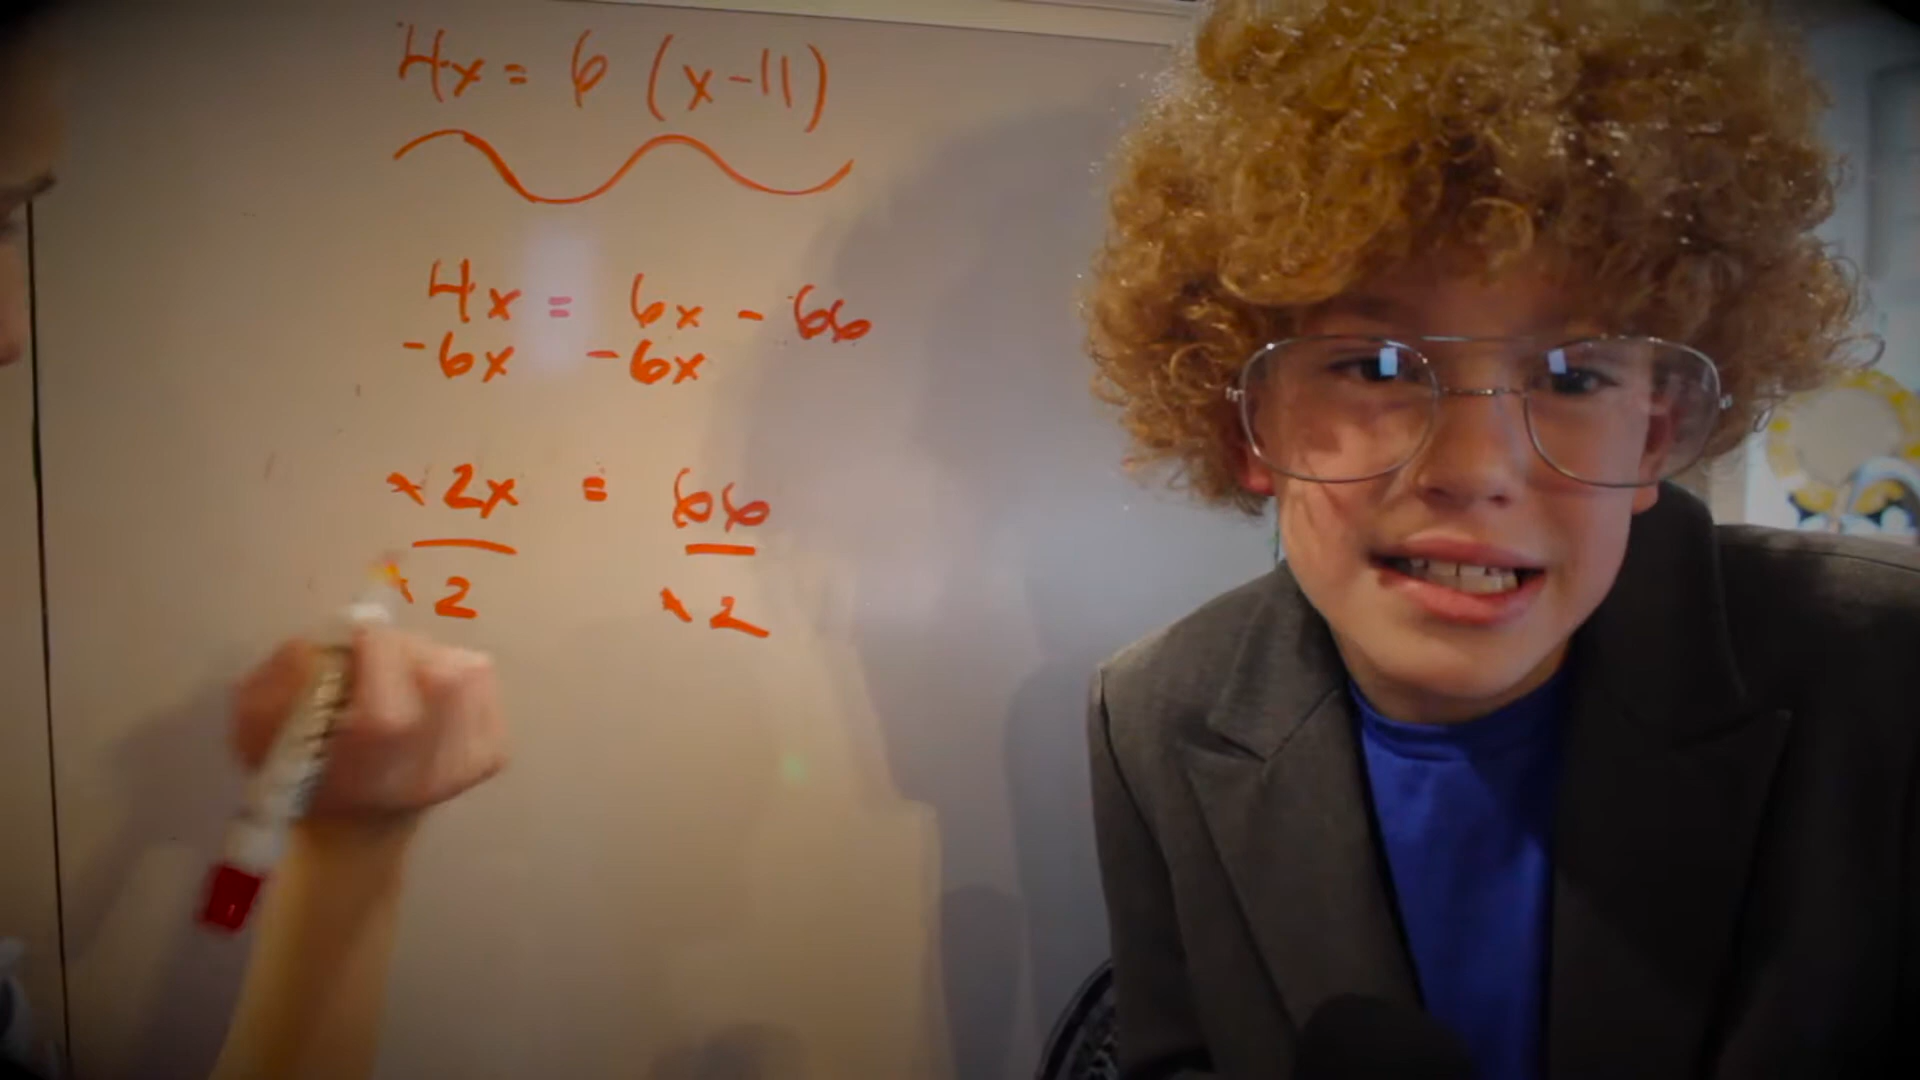 4x = 6 (x-11)
4x = 6x - 66
-6x -6x
-2x = 66
-2 -2